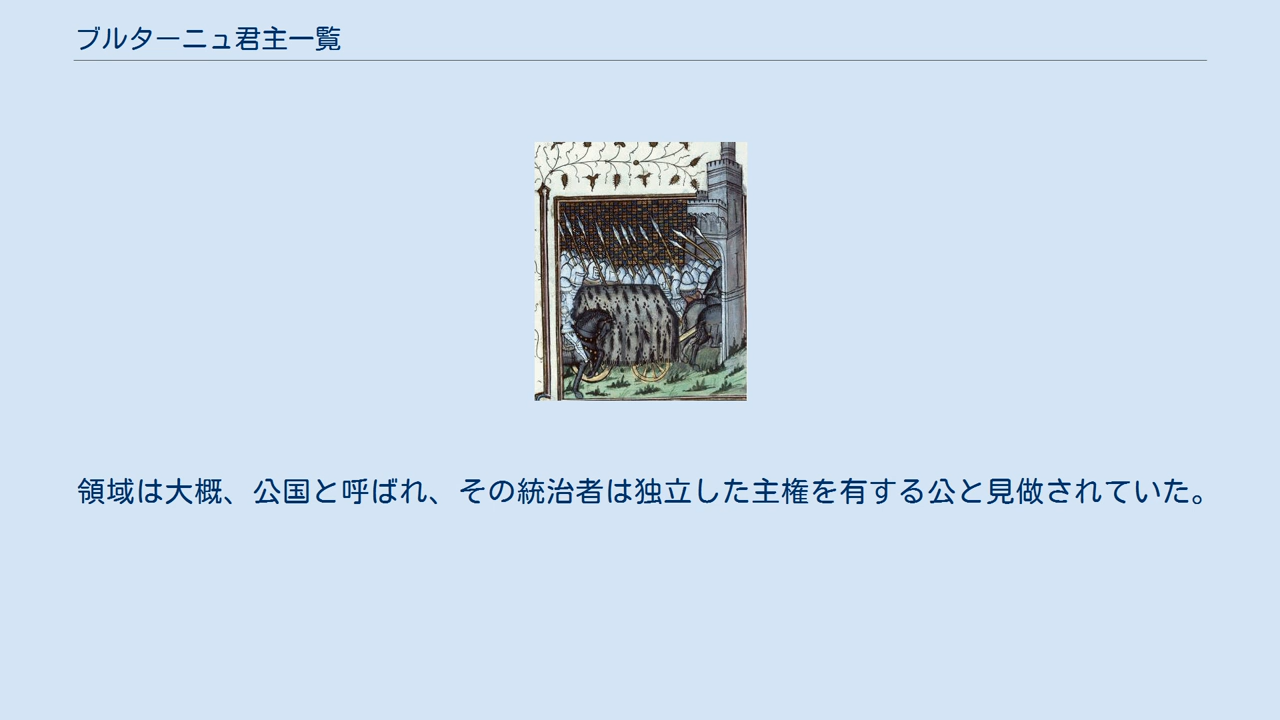 ブルターニュ君主一覧
領域は大概、公国と呼ばれ、その統治者は独立した主権を有する公と見做されていた。